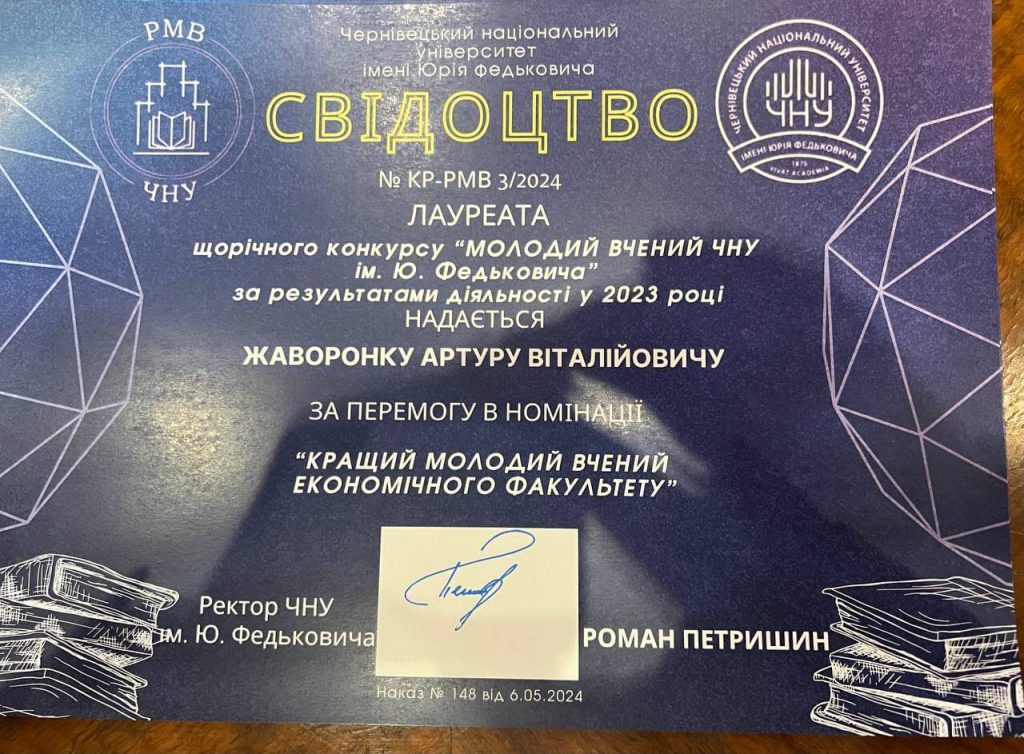 РМВ
ЧНУ
Чернівецький національний
університет
імені Юрія Федьковича
ЧЕРНІВЕЦЬКИЙ НАЦІОНАЛЬНИЙ УНІВЕРСИТЕТ
ЧНУ
ІМЕНІ ЮРІЯ ФЕДЬКОВИЧА
1875
VIVAT ACADEMIA
СВІДОЦТВО
№ КР-РМВ 3/2024
ЛАУРЕАТА
щорічного конкурсу “МОЛОДИЙ ВЧЕНИЙ ЧНУ
ім. Ю. Федьковича”
за результатами діяльності у 2023 році
НАДАЄТЬСЯ
ЖАВОРОНКУ АРТУРУ ВІТАЛІЙОВИЧУ
ЗА ПЕРЕМОГУ В НОМІНАЦІЇ
“КРАЩИЙ МОЛОДИЙ ВЧЕНИЙ
ЕКОНОМІЧНОГО ФАКУЛЬТЕТУ”
Ректор ЧНУ
ім. Ю. Федьковича
РОМАН ПЕТРИШИН
Наказ № 148 від 6.05.2024